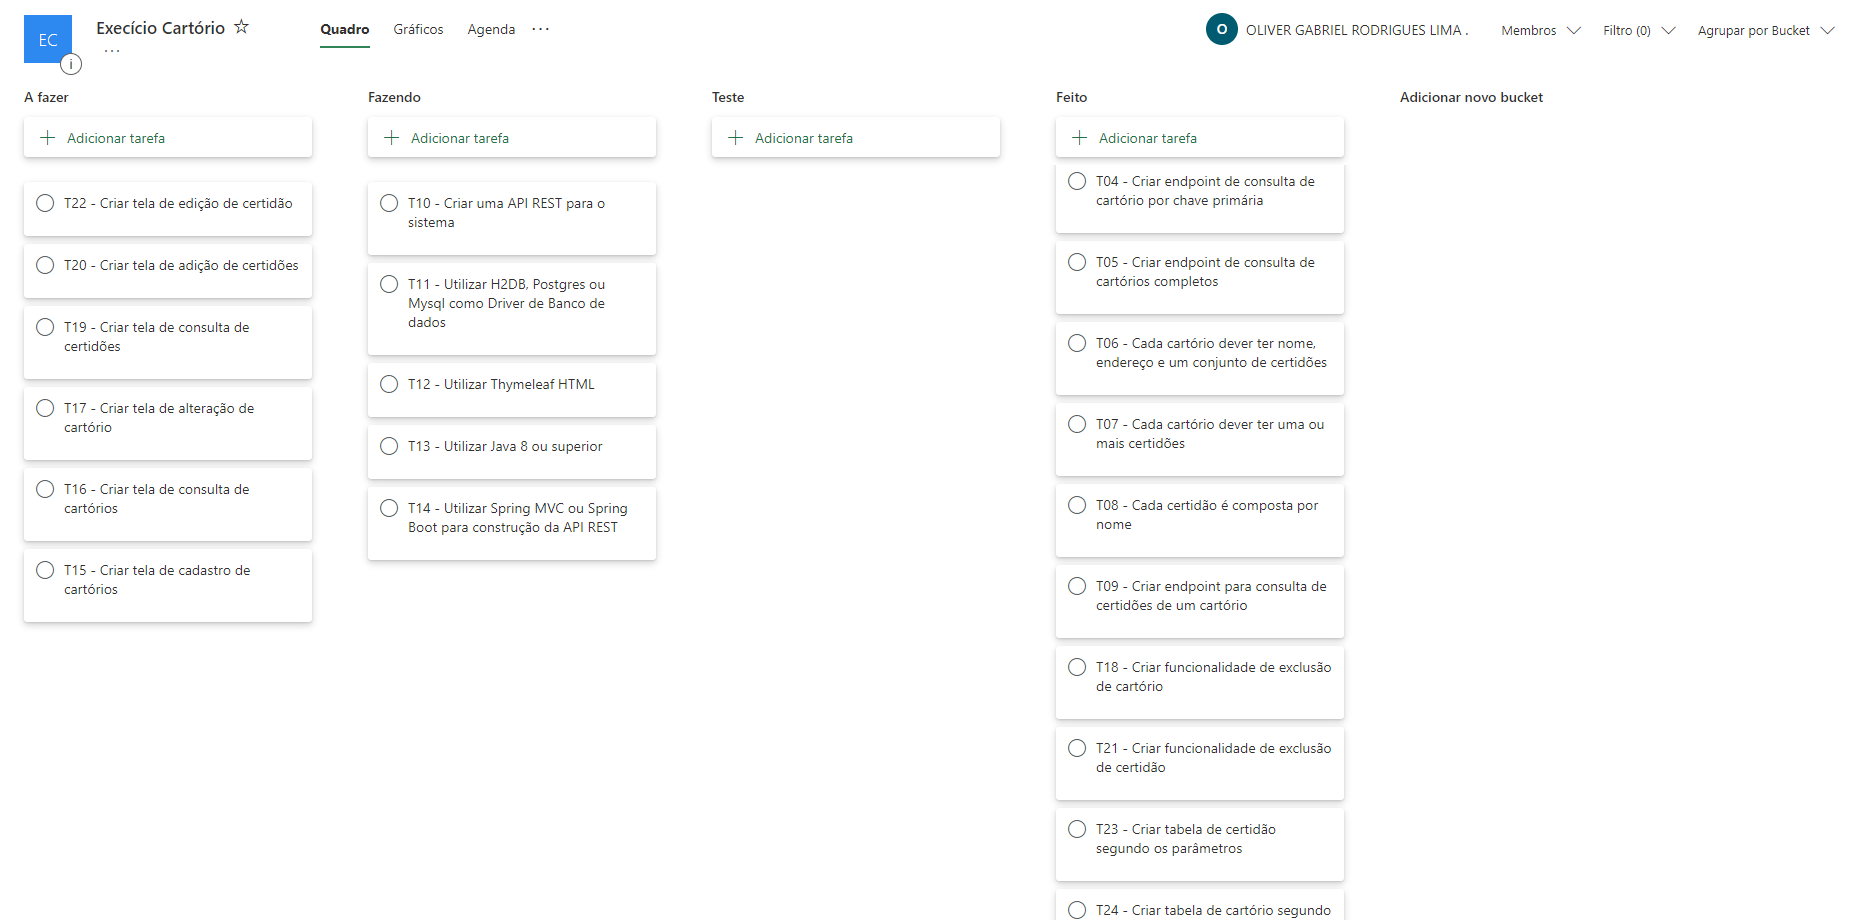 EC
i
Execício Cartório
...
Quadro
Gráficos
Agenda
...
O
OLIVER GABRIEL RODRIGUES LIMA .
Membros
Filtro (0)
Agrupar por Bucket
A fazer
Adicionar tarefa
T22 - Criar tela de edição de certidão
T20 - Criar tela de adição de certidões
T19 - Criar tela de consulta de
certidões
T17 - Criar tela de alteração de
cartório
T16 - Criar tela de consulta de
cartórios
T15 - Criar tela de cadastro de
cartórios
Fazendo
Adicionar tarefa
T10 - Criar uma API REST para o
sistema
T11 - Utilizar H2DB, Postgres ou
Mysql como Driver de Banco de
dados
T12 - Utilizar Thymeleaf HTML
T13 - Utilizar Java 8 ou superior
T14 - Utilizar Spring MVC ou Spring
Boot para construção da API REST
Teste
Adicionar tarefa
Feito
Adicionar tarefa
T04 - Criar endpoint de consulta de
cartório por chave primária
T05 - Criar endpoint de consulta de
cartórios completos
T06 - Cada cartório dever ter nome,
endereço e um conjunto de certidões
T07 - Cada cartório dever ter uma ou
mais certidões
T08 - Cada certidão é composta por
nome
T09 - Criar endpoint para consulta de
certidões de um cartório
T18 - Criar funcionalidade de exclusão
de cartório
T21 - Criar funcionalidade de exclusão
de certidão
T23 - Criar tabela de certidão
segundo os parâmetros
T24 - Criar tabela de cartório segundo
Adicionar novo bucket